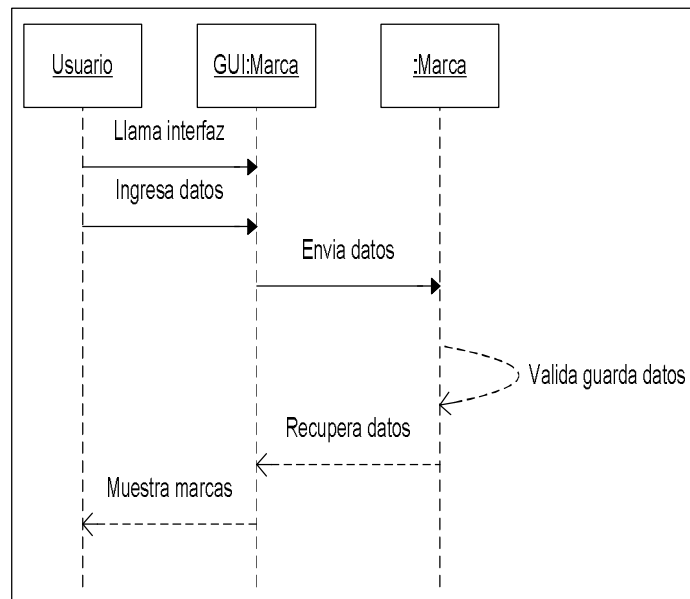 Usuario
GUI:Marca
:Marca
Llama interfaz
Ingresa datos
Envia datos
Valida guarda datos
Recupera datos
Muestra marcas